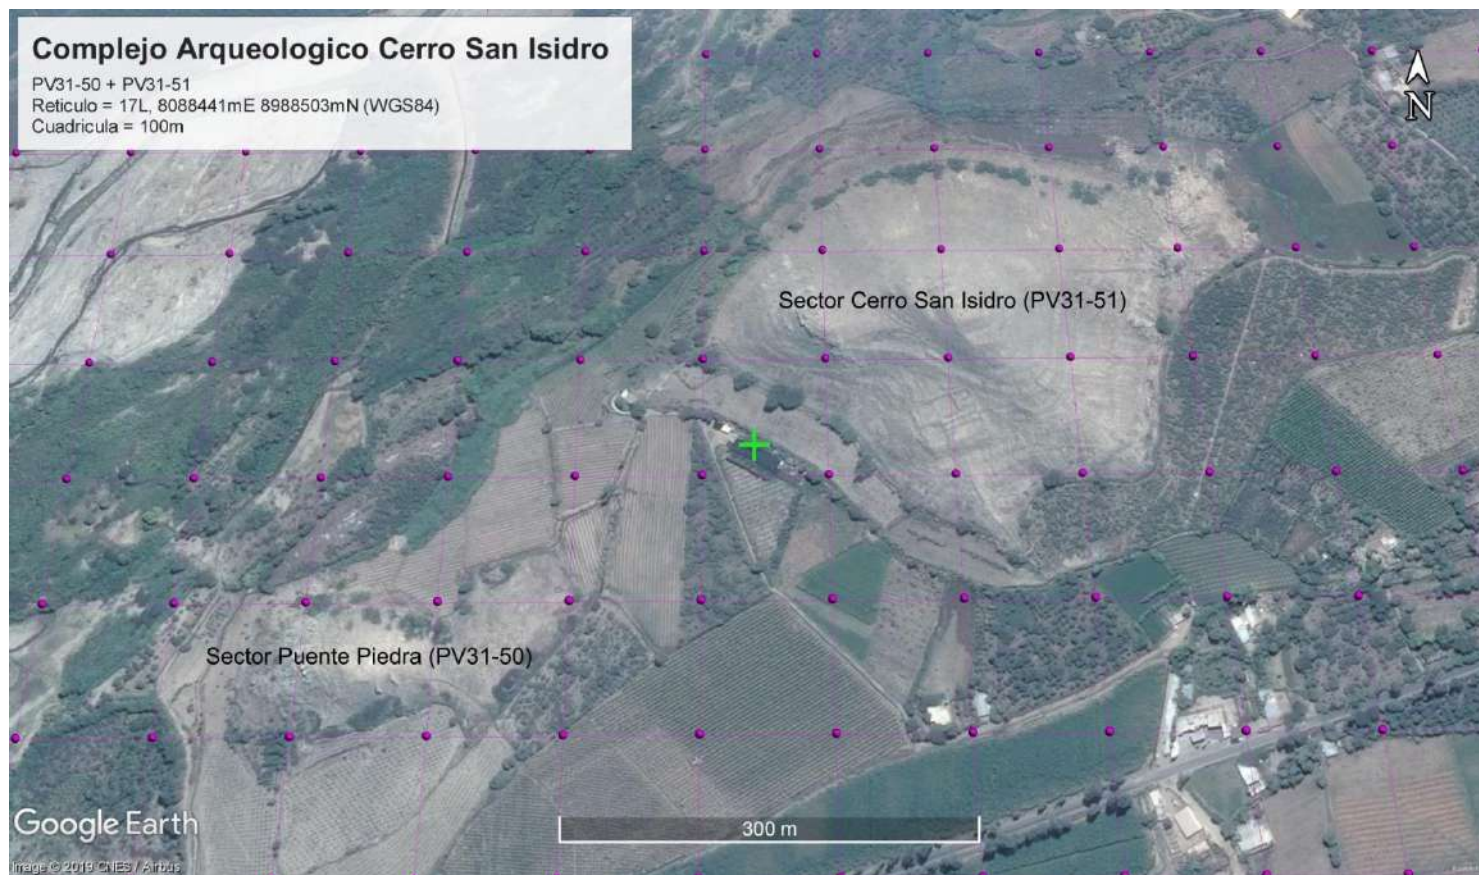 Complejo Arqueologico Cerro San Isidro
PV31-50 + PV31-51
Reticulo = 17L, 8088441mE 8988503mN (WGS84)
Cuadricula = 100m
N
Sector Cerro San Isidro (PV31-51)
Sector Puente Piedra (PV31-50)
Google Earth
300 m
Image © 2019 CNES / Airbus